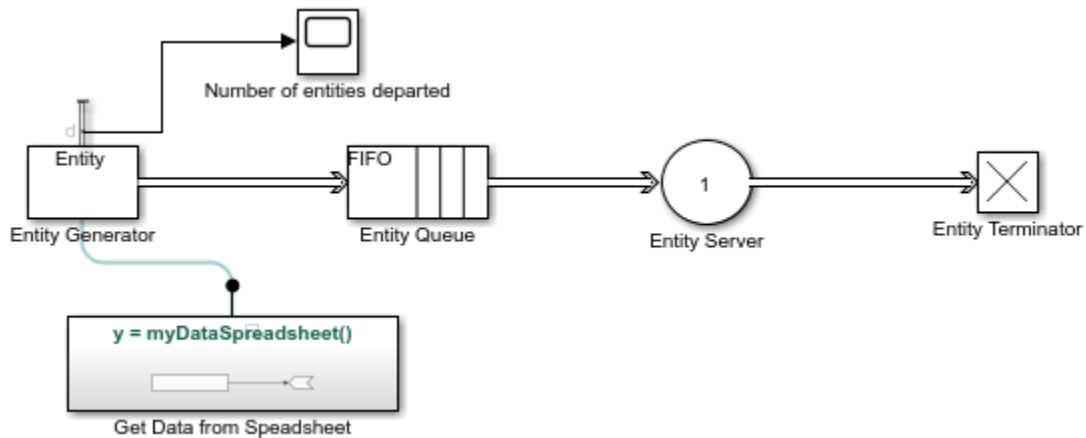 Number of entities departed
d
Entity
FIFO
1
Entity Generator
Entity Queue
Entity Server
Entity Terminator
y = myDataSpreadsheet()
Get Data from Speadsheet